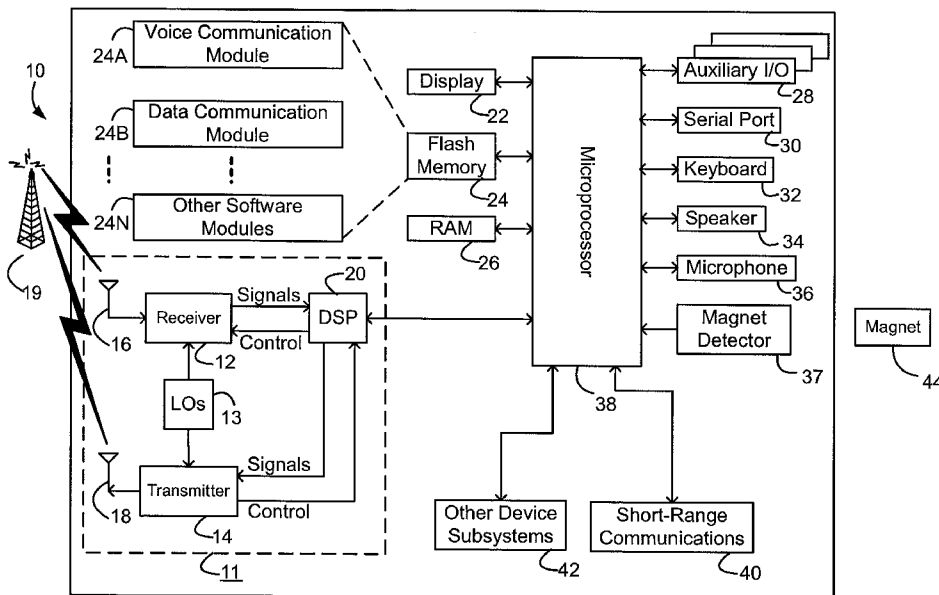 10
19
24A
Voice Communication
Module
24B
Data Communication
Module
24N
Other Software
Modules
Display
22
Flash
Memory
24
RAM
26
Microprocessor
38
Auxiliary I/O
28
Serial Port
30
Keyboard
32
Speaker
34
Microphone
36
Magnet
Detector
37
Magnet
44
16
Receiver
12
Signals
Control
20
DSP
LOs
13
18
Transmitter
14
Signals
Control
11
Other Device
Subsystems
42
Short-Range
Communications
40